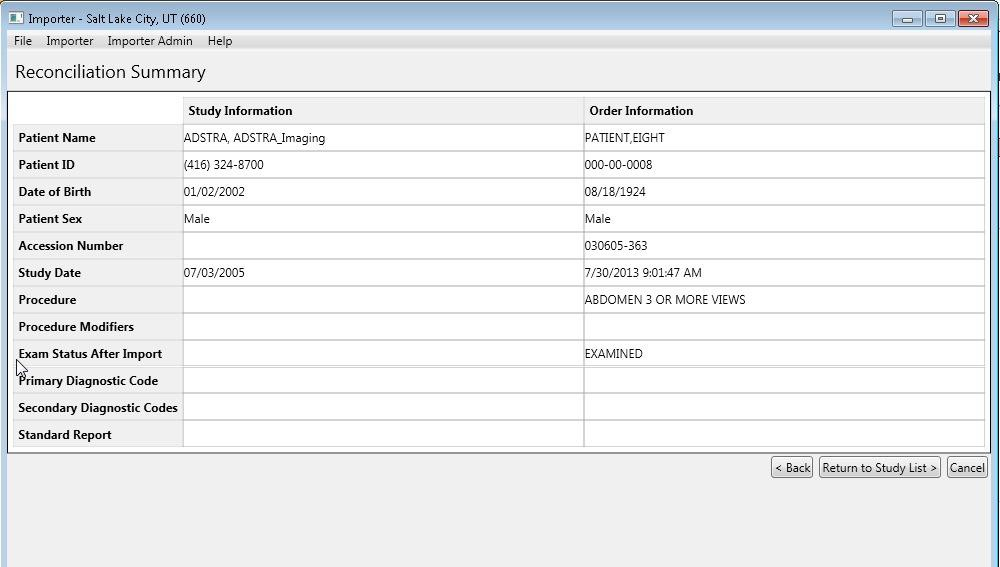 Importer - Salt Lake City, UT (660)
File Importer Importer Admin Help
Reconciliation Summary
Study Information Order Information
Patient Name ADSTRA, ADSTRA_Imaging PATIENT,EIGHT
Patient ID (416) 324-8700 000-00-0008
Date of Birth 01/02/2002 08/18/1924
Patient Sex Male Male
Accession Number 030605-363
Study Date 07/03/2005 7/30/2013 9:01:47 AM
Procedure ABDOMEN 3 OR MORE VIEWS
Procedure Modifiers
Exam Status After Import EXAMINED
Primary Diagnostic Code
Secondary Diagnostic Codes
Standard Report
< Back Return to Study List > Cancel